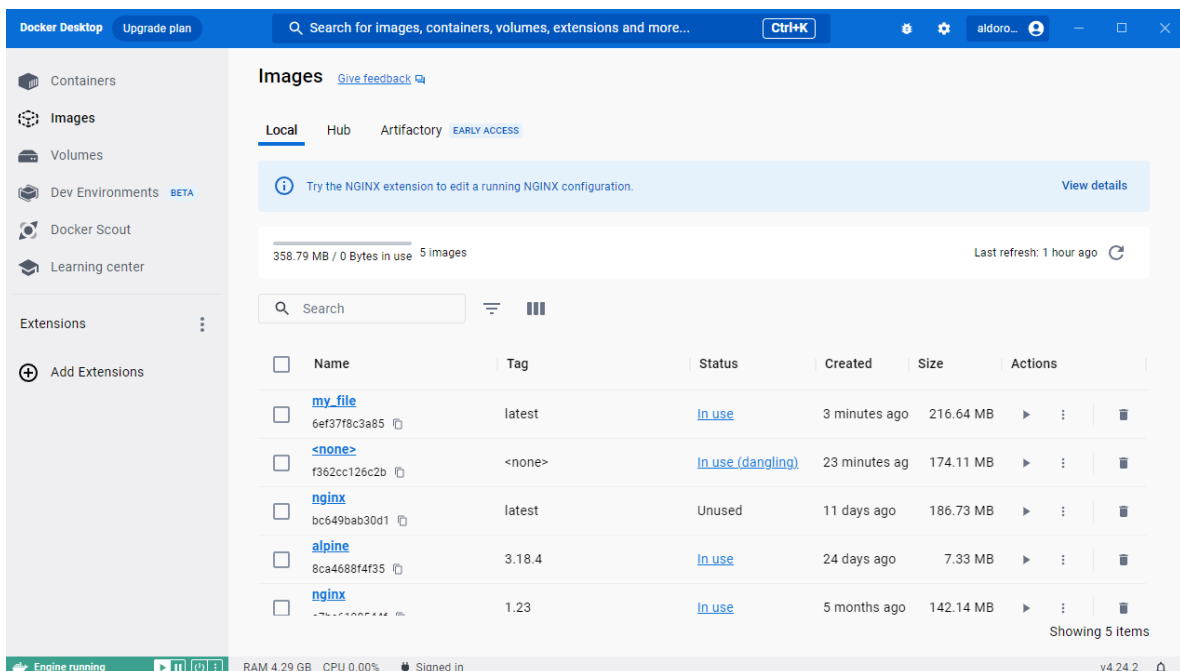 Docker Desktop Upgrade plan Search for images, containers, volumes, extensions and more... Ctrl+K aldoro...
Containers
Images
Volumes
Dev Environments BETA
Docker Scout
Learning center
Extensions
Add Extensions
Images Give feedback
Local Hub Artifactory EARLY ACCESS
Try the NGINX extension to edit a running NGINX configuration. View details
358.79 MB / 0 Bytes in use 5 images Last refresh: 1 hour ago
Search
Name Tag Status Created Size Actions
my_file
6ef37f8c3a85
latest In use 3 minutes ago 216.64 MB
<none>
f362cc126c2b
<none> In use (dangling) 23 minutes ag 174.11 MB
nginx
bc649bab30d1
latest Unused 11 days ago 186.73 MB
alpine
8ca4688f4f35
3.18.4 In use 24 days ago 7.33 MB
nginx
1.23 In use 5 months ago 142.14 MB
Showing 5 items
Engine running RAM 4.29 GB CPU 0.00% Signed in v4.24.2